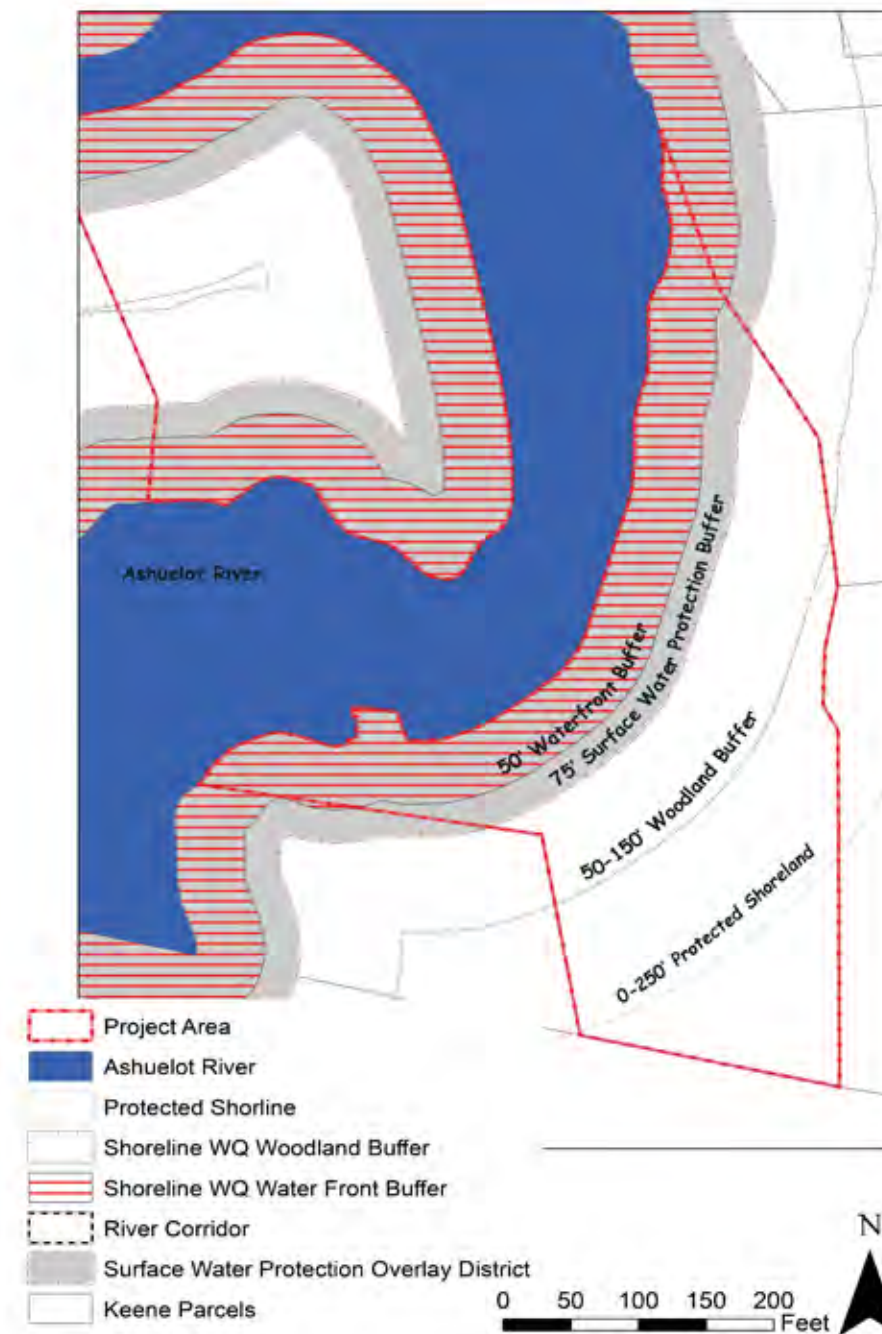 Ashuelot River
50' Waterfront Buffer
75' Surface Water Protection Buffer
50-150' Woodland Buffer
0-250' Protected Shoreland
Project Area
Ashuelot River
Protected Shorline
Shoreline WQ Woodland Buffer
Shoreline WQ Water Front Buffer
River Corridor
Surface Water Protection Overlay District
Keene Parcels
N
0 50 100 150 200
Feet